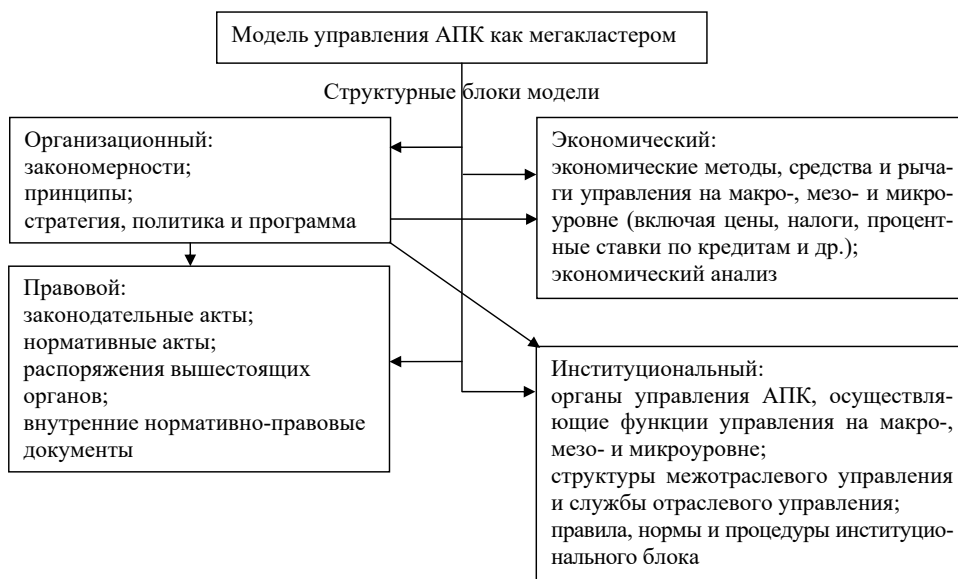 Модель управления АПК как мегакластером
Структурные блоки модели
Организационный:
закономерности;
принципы;
стратегия, политика и программа
Экономический:
экономические методы, средства и рыча-
ги управления на макро-, мезо- и микро-
уровне (включая цены, налоги, процент-
ные ставки по кредитам и др.);
экономический анализ
Правовой:
законодательные акты;
нормативные акты;
распоряжения вышестоящих
органов;
внутренние нормативно-правовые
документы
Институциональный:
органы управления АПК, осуществля-
ющие функции управления на макро-,
мезо- и микроуровне;
структуры межотраслевого управления
и службы отраслевого управления;
правила, нормы и процедуры институци-
онального блока